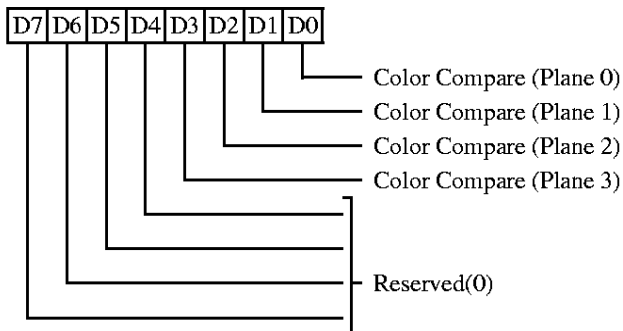 D7 D6 D5 D4 D3 D2 D1 D0
Color Compare (Plane 0)
Color Compare (Plane 1)
Color Compare (Plane 2)
Color Compare (Plane 3)
Reserved(0)